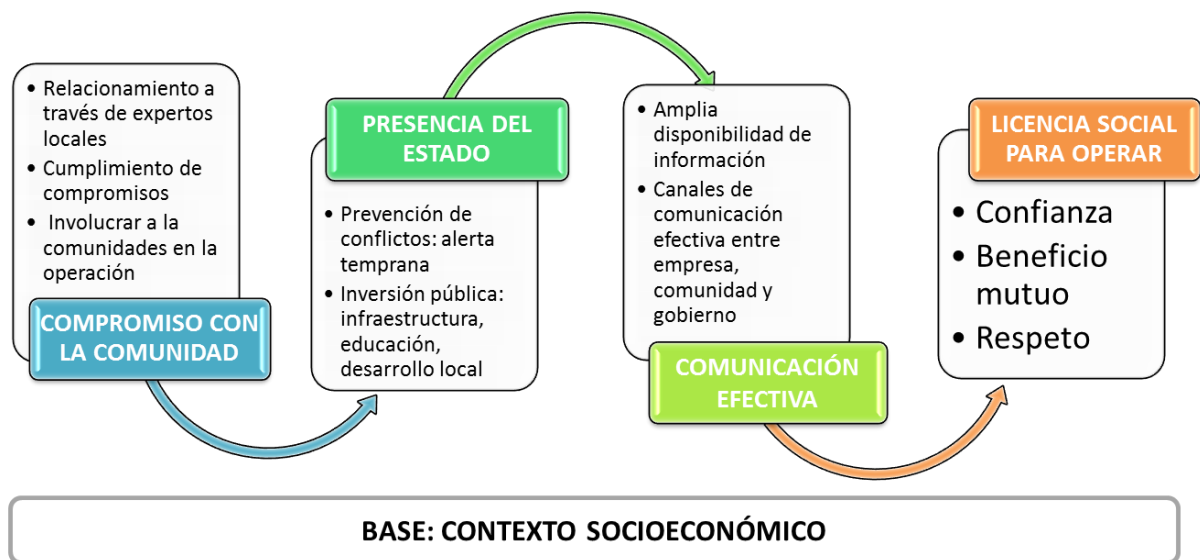 • Relacionamiento a
través de expertos
locales
• Cumplimiento de
compromisos
• Involucrar a la
comunidades en la
operación
COMPROMISO CON
LA COMUNIDAD
PRESENCIA DEL
ESTADO
• Prevención de
conflictos: alerta
temprana
• Inversión pública:
infraestructura,
educación,
desarrollo local
• Amplia
disponibilidad de
información
• Canales de
comunicación
efectiva entre
empresa,
comunidad y
gobierno
COMUNICACIÓN
EFECTIVA
LICENCIA SOCIAL
PARA OPERAR
• Confianza
• Beneficio
mutuo
• Respeto
BASE: CONTEXTO SOCIOECONÓMICO